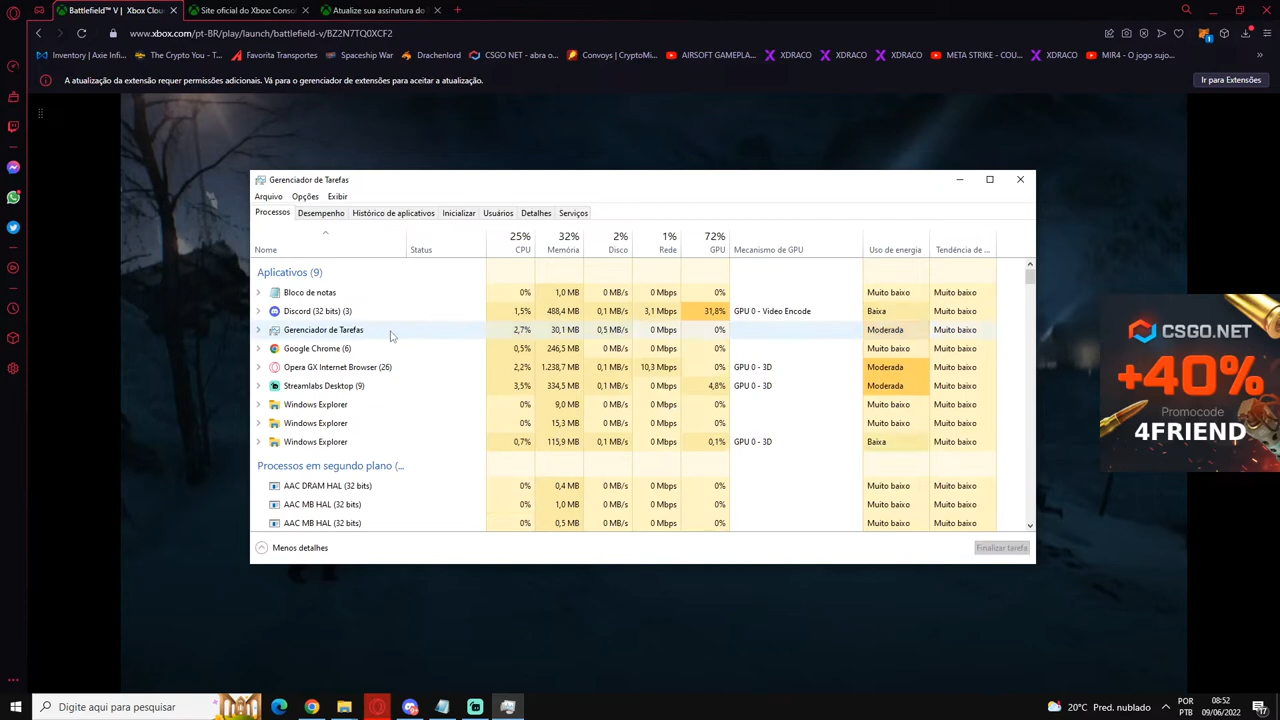 Battlefield™ V | Xbox Clou
Site oficial do Xbox: Consol
Atualize sua assinatura do
www.xbox.com/pt-BR/play/launch/battlefield-v/BZ2N7TQ0XCF2
Inventory | Axie Infinity
The Crypto You - T...
Favorita Transportes
Spaceway War
Drachenlord
CSGO NET - abra o...
Convoys | CryptoMi...
AIRSOFT GAMEPLA...
XDRACO
XDRACO
XDRACO
META STRIKE - COU...
XDRACO
MIR4 - O jogo sujo...
A atualização da extensão requer permissões adicionais. Vá para o gerenciador de extensões para aceitar a atualização.
Ir para Extensões
Gerenciador de Tarefas
Arquivo Opções Exibir
Processos Desempenho Histórico de aplicativos Inicializar Usuários Detalhes Serviços
25% 32% 2% 1% 72%
Nome Status CPU Memória Disco Rede GPU Mecanismo de GPU Uso de energia Tendência de ...
Aplicativos (9)
Bloco de notas 0% 1,0 MB 0 MB/s 0 Mbps 0% Muito baixo Muito baixo
Discord (32 bits) (3) 1,5% 488,4 MB 0,1 MB/s 3,1 Mbps 31,8% GPU 0 - Video Encode Baixa Muito baixo
Gerenciador de Tarefas 2,7% 30,1 MB 0,5 MB/s 0 Mbps 0% Moderada Muito baixo
Google Chrome (6) 0,5% 246,5 MB 0,1 MB/s 0 Mbps 0% Muito baixo Muito baixo
Opera GX Internet Browser (26) 2,2% 1.238,7 MB 0,1 MB/s 10,3 Mbps 0% GPU 0 - 3D Moderada Muito baixo
Streamlabs Desktop (9) 3,5% 334,5 MB 0,1 MB/s 0 Mbps 4,8% GPU 0 - 3D Moderada Muito baixo
Windows Explorer 0% 9,0 MB 0 MB/s 0 Mbps 0% Muito baixo Muito baixo
Windows Explorer 0% 15,3 MB 0 MB/s 0 Mbps 0% Muito baixo Muito baixo
Windows Explorer 0,7% 115,9 MB 0,1 MB/s 0 Mbps 0,1% GPU 0 - 3D Baixa Muito baixo
Processos em segundo plano (...
AAC DRAM HAL (32 bits) 0% 0,4 MB 0 MB/s 0 Mbps 0% Muito baixo Muito baixo
AAC MB HAL (32 bits) 0% 1,0 MB 0 MB/s 0 Mbps 0% Muito baixo Muito baixo
AAC MB HAL (32 bits) 0% 0,5 MB 0 MB/s 0 Mbps 0% Muito baixo Muito baixo
Menos detalhes
Finalizar tarefa
CSGO.NET
+40%
Promocode
4FRIEND
Digite aqui para pesquisar
20°C Pred. nublado
POR
PTB
08:52
09/06/2022
17